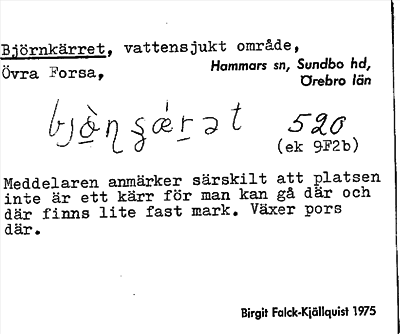 Björnkärret, vattensjukt område,
Övra Forsa,
Hammars sn, Sundbo hd,
Örebro län
520
(ek 9F2b)
Meddelaren anmärker särskilt att platsen
inte är ett kärr för man kan gå där och
där finns lite fast mark. Växer pors
där.
Birgit Falck-Kjällquist 1975